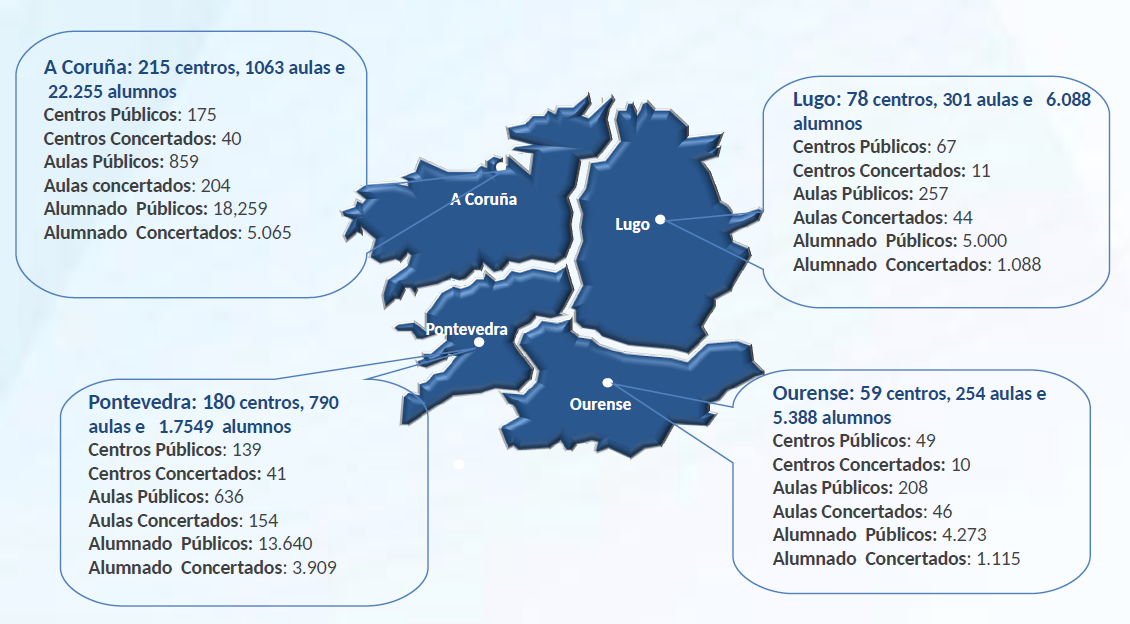 A Coruña: 215 centros, 1063 aulas e
22.255 alumnos
Centros Públicos: 175
Centros Concertados: 40
Aulas Públicos: 859
Aulas concertados: 204
Alumnado Públicos: 18,259
Alumnado Concertados: 5.065
Lugo: 78 centros, 301 aulas e 6.088
alumnos
Centros Públicos: 67
Centros Concertados: 11
Aulas Públicos: 257
Aulas Concertados: 44
Alumnado Públicos: 5.000
Alumnado Concertados: 1.088
A Coruña
Lugo
Pontevedra
Ourense
Pontevedra: 180 centros, 790
aulas e 1.7549 alumnos
Centros Públicos: 139
Centros Concertados: 41
Aulas Públicos: 636
Aulas Concertados: 154
Alumnado Públicos: 13.640
Alumnado Concertados: 3.909
Ourense: 59 centros, 254 aulas e
5.388 alumnos
Centros Públicos: 49
Centros Concertados: 10
Aulas Públicos: 208
Aulas Concertados: 46
Alumnado Públicos: 4.273
Alumnado Concertados: 1.115